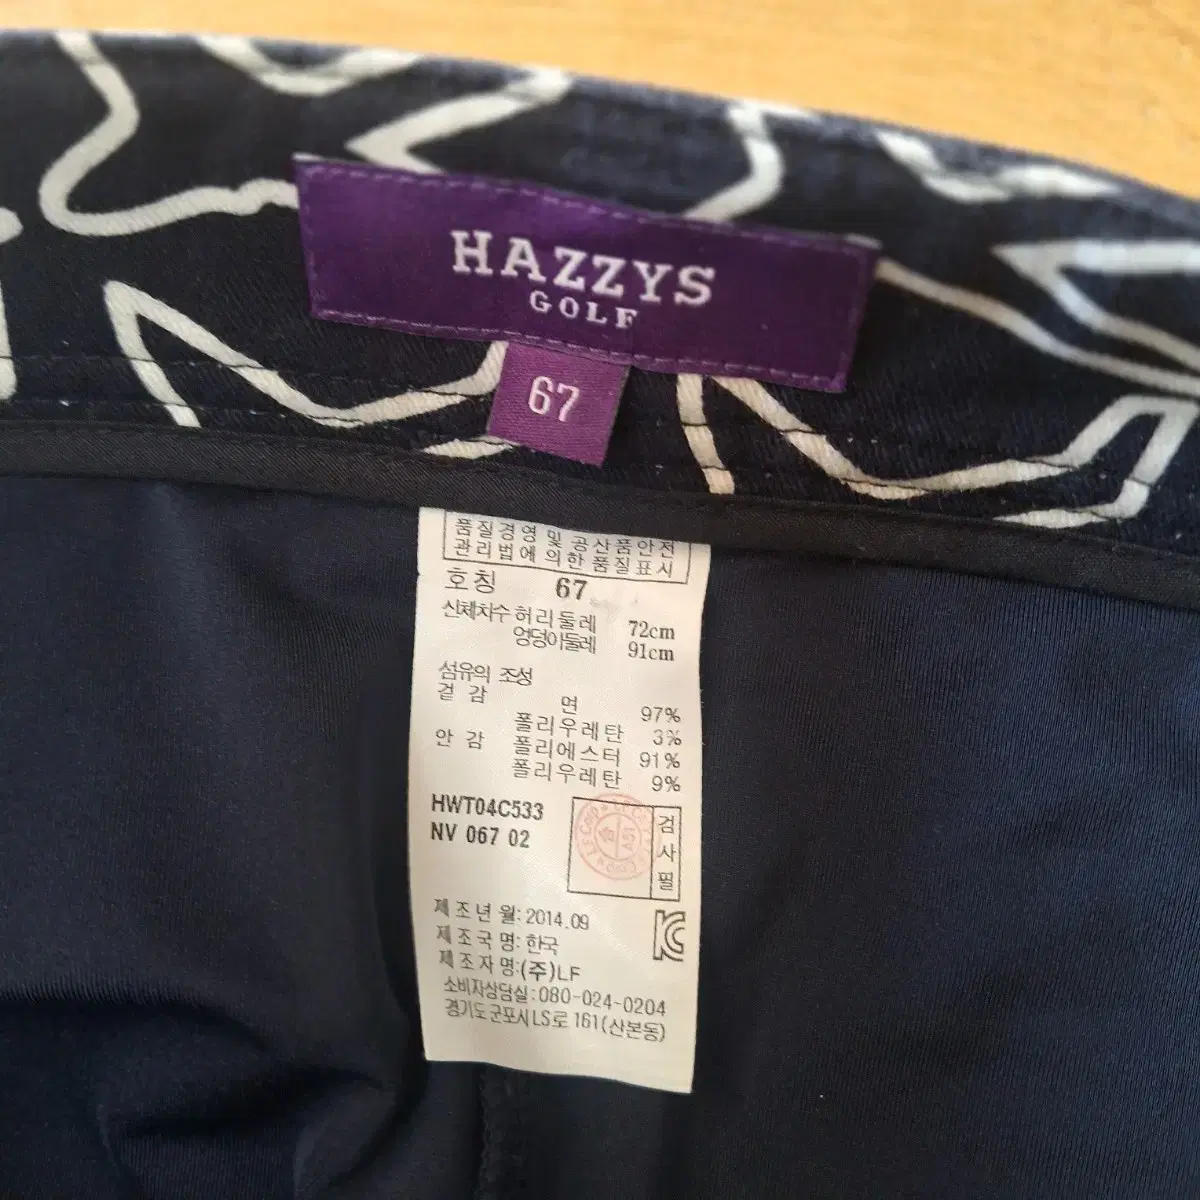 HAZZYS
GOLF
67
품질경영 및 공산품안전
관리법에 의한 품질표시
호칭 67
신체치수 허리둘레 72cm
엉덩이둘레 91cm
섬유의 조성
겉감 면 97%
폴리우레탄 3%
안감 폴리에스터 91%
폴리우레탄 9%
HWT04C533
NV 067 02
검사필
제조년월: 2014.09
제조국명: 한국
제조자명:(주)LF
소비자상담실: 080-024-0204
경기도 군포시 LS로 161(산본동)